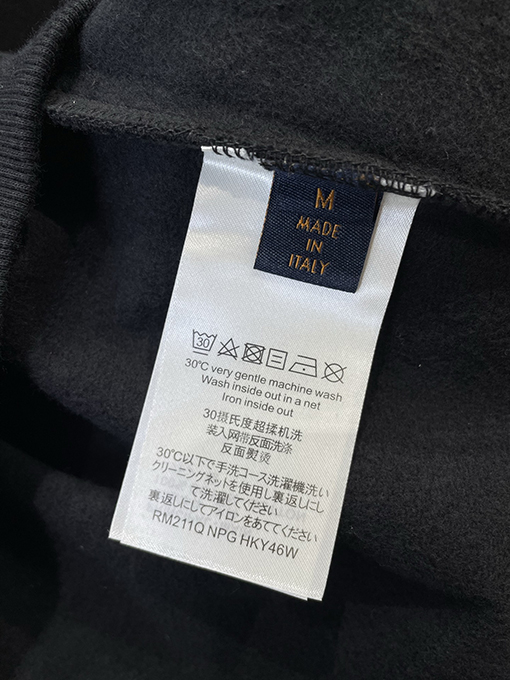 M
MADE
IN
ITALY
30
30℃ very gentle machine wash
Wash inside out in a net
Iron inside out
30摄氏度超揉机洗
装入网带反面洗涤
反面熨烫
30℃以下で手洗コース洗濯機洗い
クリーニングネットを使用し裏返しにし
て洗濯してください
裏返しにしてアイロンをあててください
RM211Q NPG HKY46W